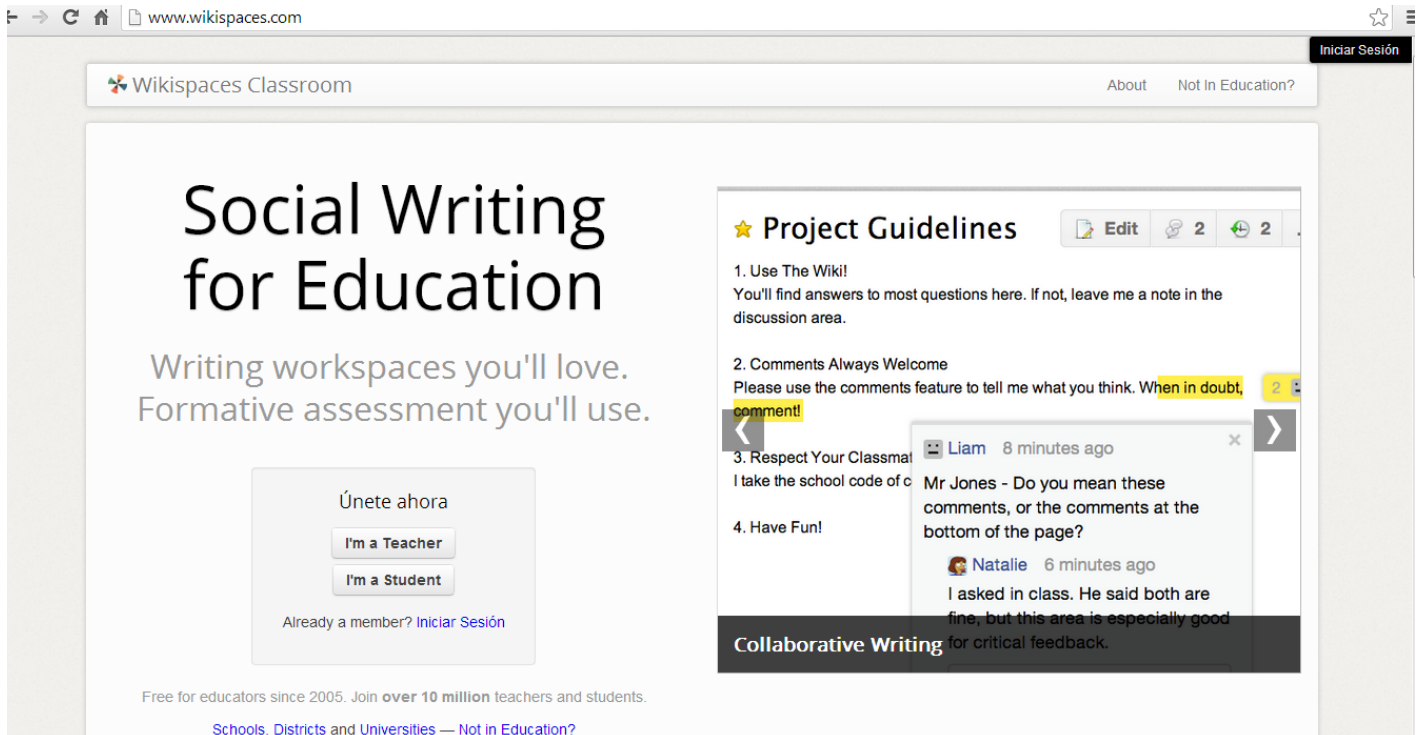 www.wikispaces.com
Iniciar Sesión
Wikispaces Classroom
About Not In Education?
Social Writing
for Education
Writing workspaces you'll love.
Formative assessment you'll use.
Únete ahora
I'm a Teacher
I'm a Student
Already a member? Iniciar Sesión
Free for educators since 2005. Join over 10 million teachers and students.
Schools, Districts and Universities — Not in Education?
Project Guidelines
Edit 2 2
1. Use The Wiki!
You'll find answers to most questions here. If not, leave me a note in the
discussion area.
2. Comments Always Welcome
Please use the comments feature to tell me what you think. When in doubt, 2
comment!
3. Respect Your Classmat
I take the school code of c
4. Have Fun!
Liam 8 minutes ago
Mr Jones - Do you mean these
comments, or the comments at the
bottom of the page?
Natalie 6 minutes ago
I asked in class. He said both are
fine, but this area is especially good
for critical feedback.
Collaborative Writing